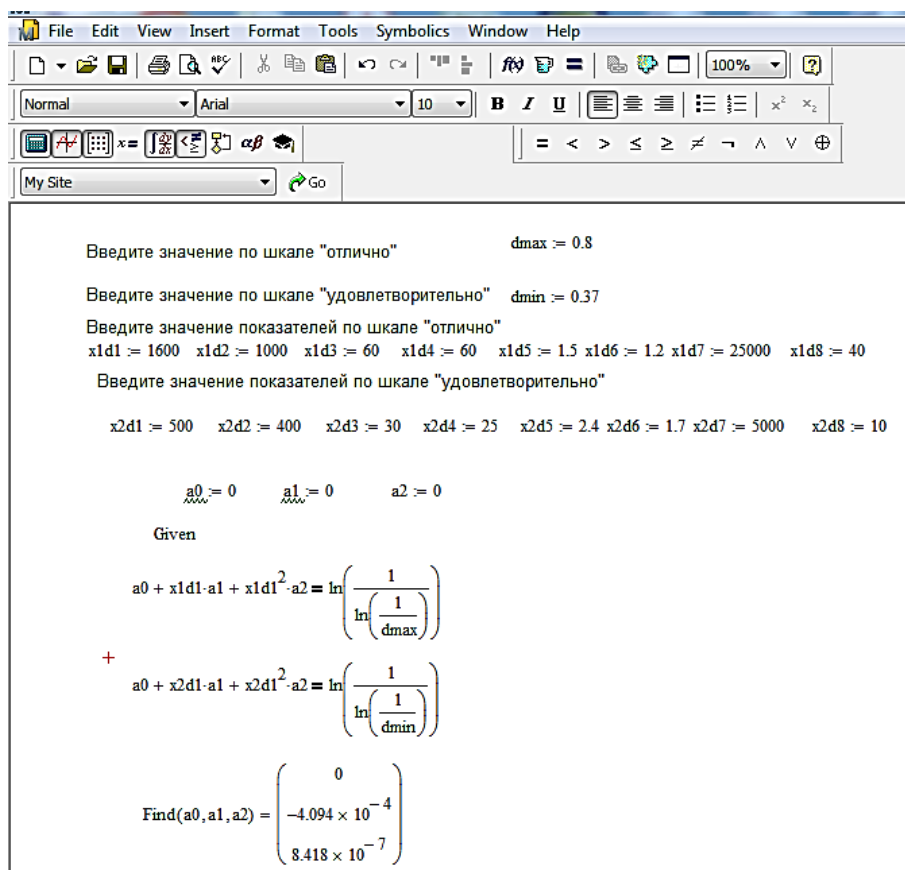 File Edit View Insert Format Tools Symbolics Window Help
100%
Normal Arial 10 B I U x² x₂
x= αβ = < > ≤ ≥ ≠ ¬ ∧ ∨ ⊕
My Site Go
Введите значение по шкале "отлично" dmax := 0.8
Введите значение по шкале "удовлетворительно" dmin := 0.37
Введите значение показателей по шкале "отлично"
x1d1 := 1600 x1d2 := 1000 x1d3 := 60 x1d4 := 60 x1d5 := 1.5 x1d6 := 1.2 x1d7 := 25000 x1d8 := 40
Введите значение показателей по шкале "удовлетворительно"
x2d1 := 500 x2d2 := 400 x2d3 := 30 x2d4 := 25 x2d5 := 2.4 x2d6 := 1.7 x2d7 := 5000 x2d8 := 10
a0 := 0 a1 := 0 a2 := 0
Given
a0 + x1d1·a1 + x1d1²·a2 = ln(1/ln(1/dmax))
a0 + x2d1·a1 + x2d1²·a2 = ln(1/ln(1/dmin))
Find(a0,a1,a2) = (0
−4.094 × 10⁻⁴
8.418 × 10⁻⁷)